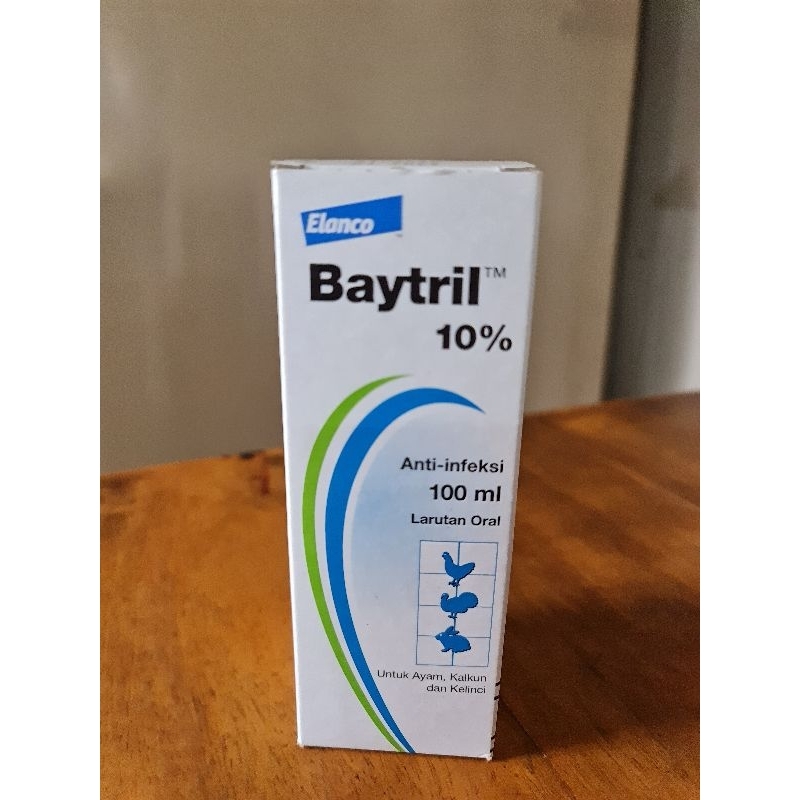 Elanco
Baytril™
10%
Anti-infeksi
100 ml
Larutan Oral
Untuk Ayam, Kalkun
dan Kelinci